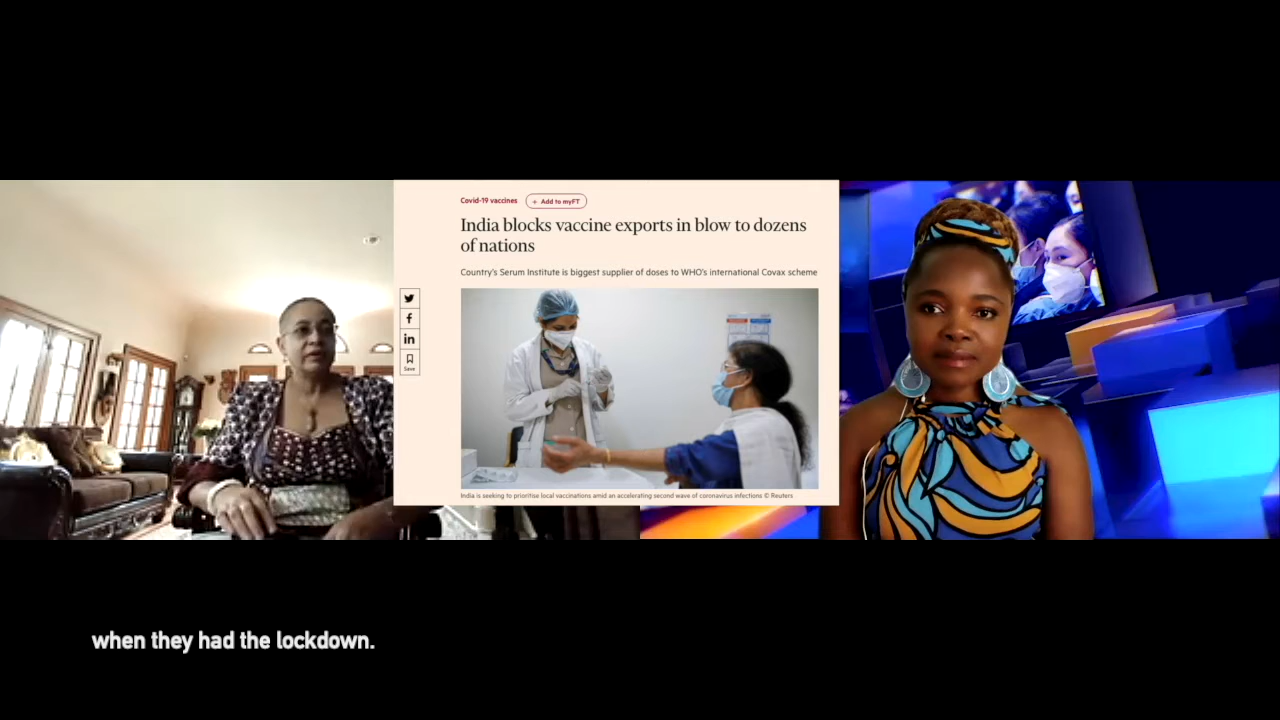 Covid-19 vaccines
+ Add to myFT
India blocks vaccine exports in blow to dozens
of nations
Country's Serum Institute is biggest supplier of doses to WHO's international Covax scheme
f
in
Save
India is seeking to prioritise local vaccinations amid an accelerating second wave of coronavirus infections © Reuters
when they had the lockdown.